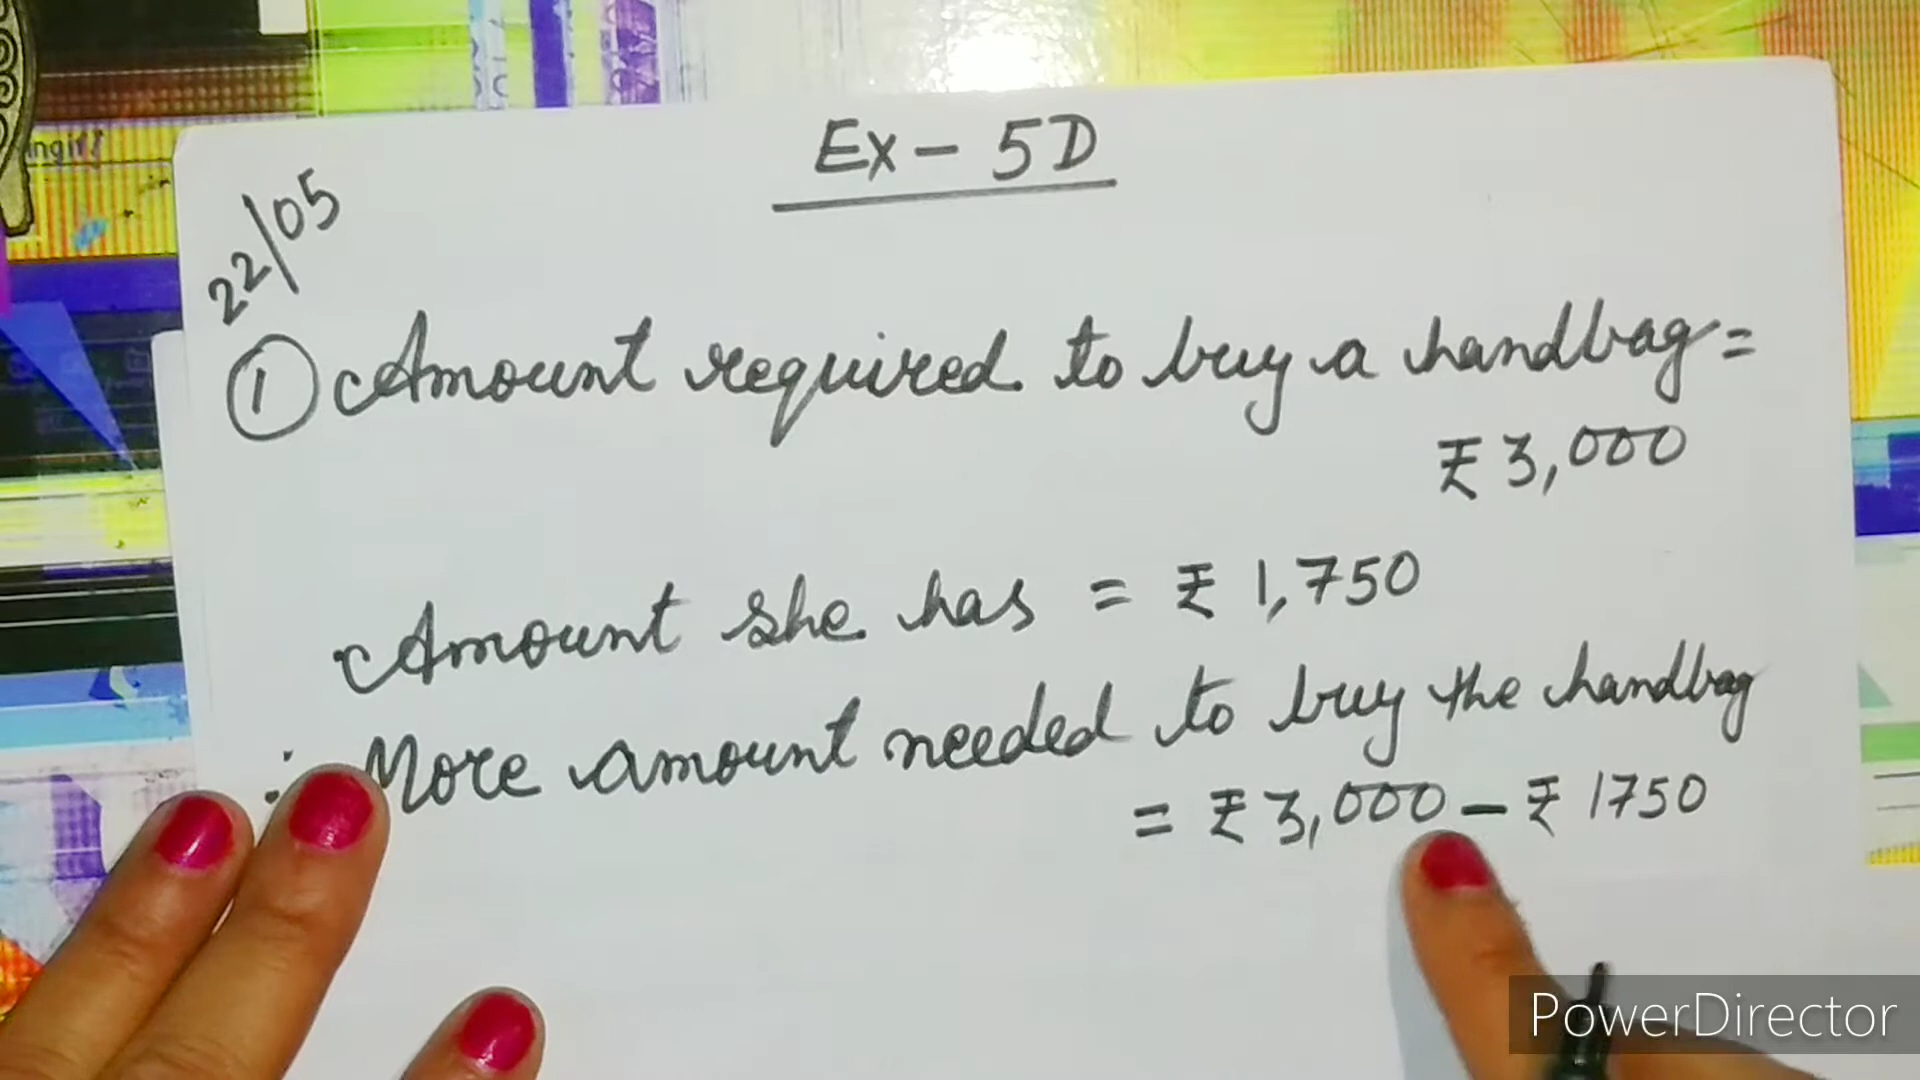 Ex - 5D
22/05
① Amount required to buy a handbag =
₹ 3,000
Amount she has = ₹ 1,750
∴ More amount needed to buy the handbag
= ₹ 3,000 - ₹ 1750
PowerDirector